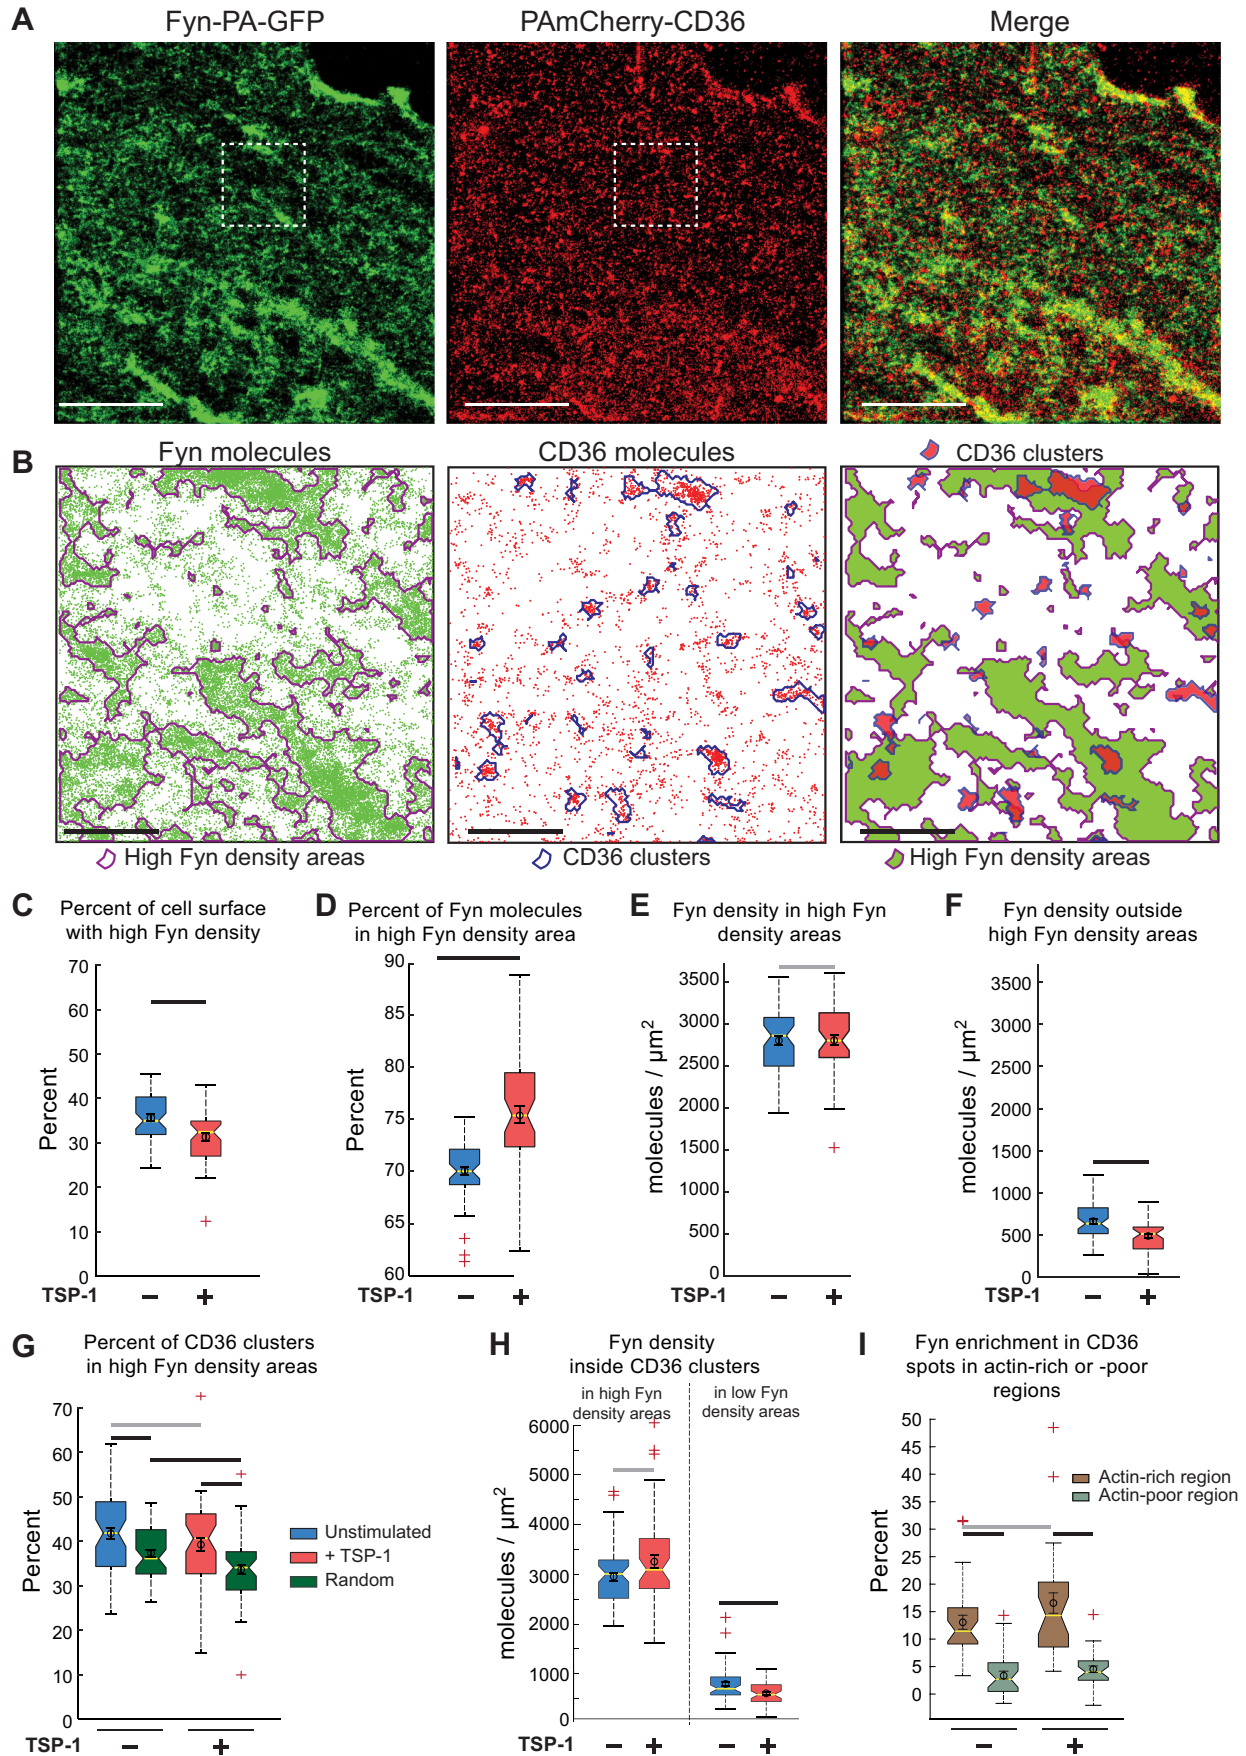 A
Fyn-PA-GFP
PAmCherry-CD36
Merge
B
Fyn molecules
CD36 molecules
CD36 clusters
High Fyn density areas
CD36 clusters
High Fyn density areas
C
Percent of cell surface
with high Fyn density
Percent
70
60
50
40
30
20
10
0
TSP-1
− +
D
Percent of Fyn molecules
in high Fyn density area
Percent
90
85
80
75
70
65
60
− +
E
Fyn density in high Fyn
density areas
molecules / µm²
3500
3000
2500
2000
1500
1000
500
0
TSP-1
− +
F
Fyn density outside
high Fyn density areas
molecules / µm²
3500
3000
2500
2000
1500
1000
500
0
TSP-1
− +
G
Percent of CD36 clusters
in high Fyn density areas
Percent
70
60
50
40
30
20
10
0
Unstimulated
+ TSP-1
Random
TSP-1
− +
H
Fyn density
inside CD36 clusters
in high Fyn
density areas
in low Fyn
density areas
molecules / µm²
6000
5000
4000
3000
2000
1000
0
TSP-1
− + − +
I
Fyn enrichment in CD36
spots in actin-rich or -poor
regions
Percent
50
45
40
35
30
25
20
15
10
5
0
Actin-rich region
Actin-poor region
− +